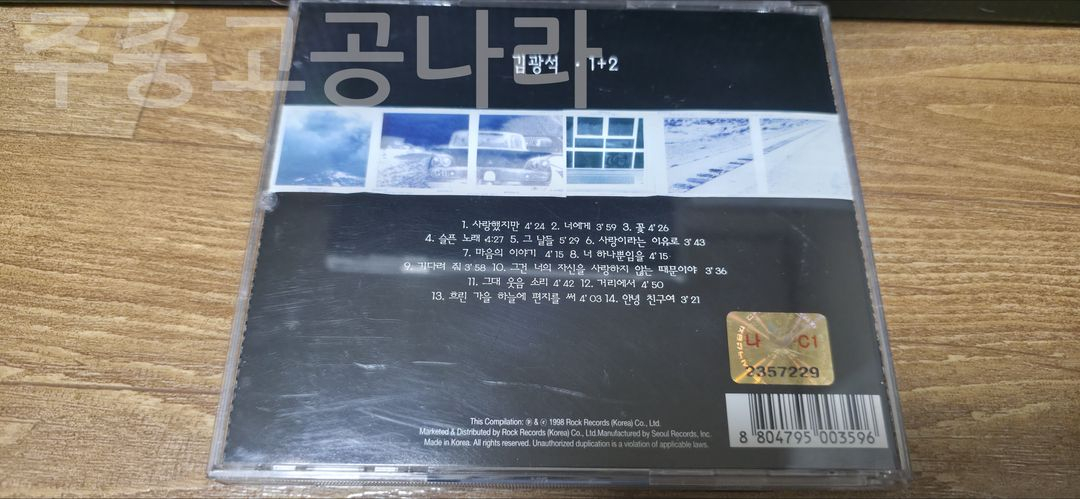 주중고공나라
김광석 · 1+2
1. 사랑했지만 4'24 2. 너에게 3'59 3. 꽃 4'26
4. 슬픈 노래 4:27 5. 그 날들 5'29 6. 사랑이라는 이유로 3'43
7. 마음의 이야기 4'15 8. 너 하나뿐임을 4'15
9. 기다려 줘 3'58 10. 그건 너의 자신을 사랑하지 않는 때문이야 3'36
11. 그대 웃음 소리 4'42 12. 거리에서 4'50
13. 흐린 가을 하늘에 편지를 써 4'03 14. 안녕 친구여 3'21
나 C1
2357229
This Compilation: ℗ & © 1998 Rock Records (Korea) Co., Ltd.
Marketed & Distributed by Rock Records (Korea) Co., Ltd.Manufactured by Seoul Records, Inc.
Made in Korea. All rights reserved. Unauthorized duplication is a violation of applicable laws.
8 804795 003596